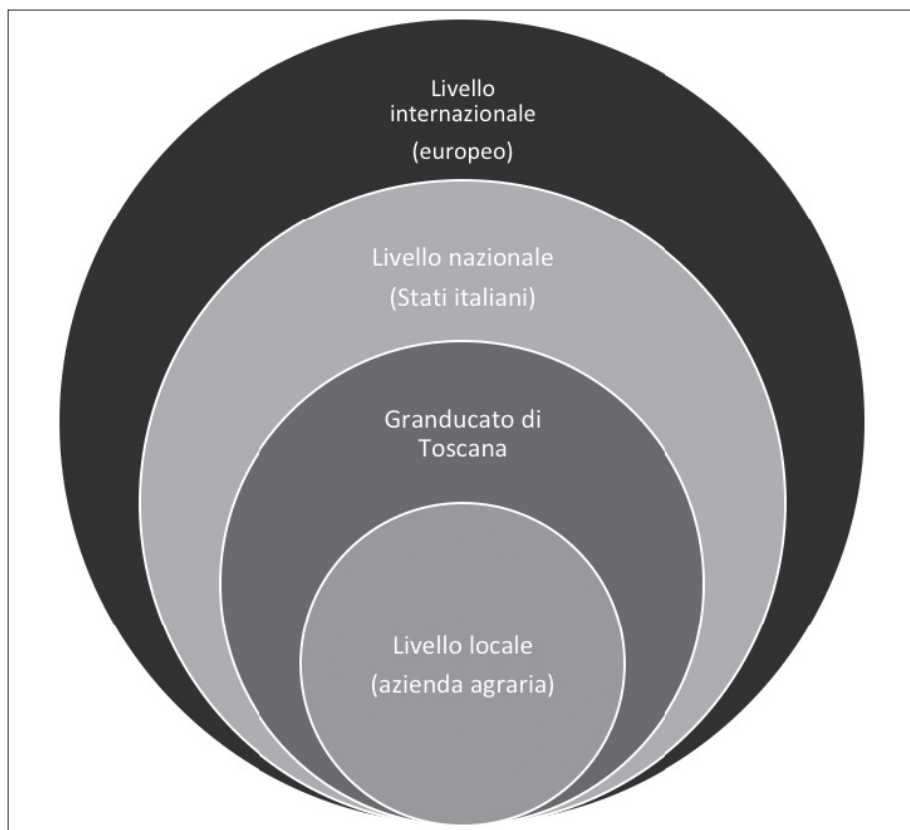 Livello
internazionale
(europeo)
Livello nazionale
(Stati italiani)
Granducato di
Toscana
Livello locale
(azienda agraria)